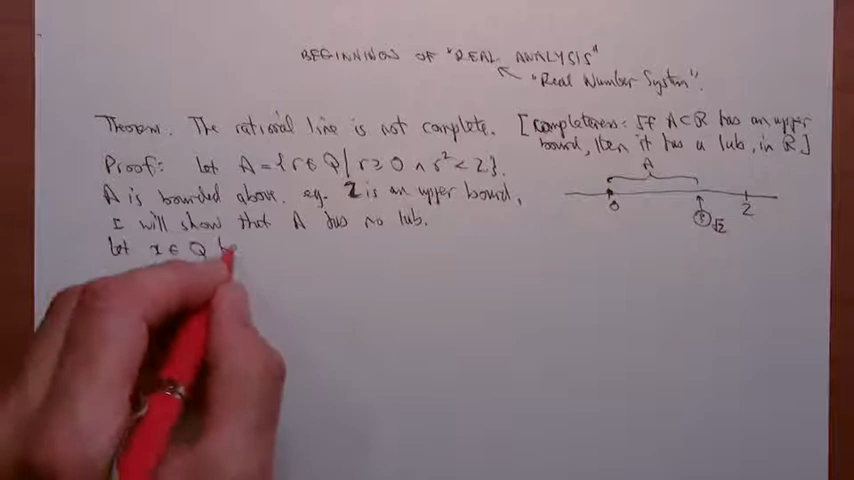 BEGINNING OF "REAL ANALYSIS"
"Real Number System".
Theorem. The rational line is not complete. [Completeness: If A⊂R has an upper
bound, then it has a lub, in R]
Proof: let A = {r ∈ Q | r ≥ 0 ∧ r² < 2}.
A is bounded above. eg. 2 is an upper bound,
I will show that A has no lub.
let x ∈ Q be
A
0
2
√2